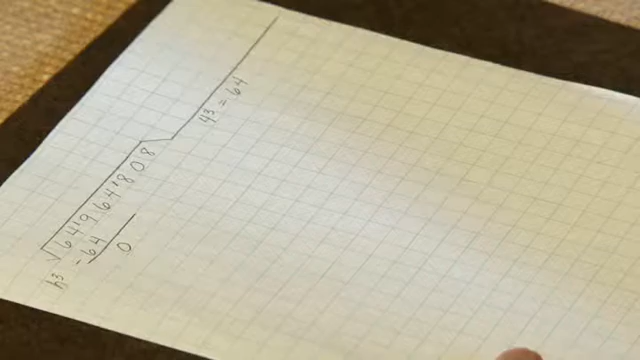 √64'964'808
4³ = 64
- 64
0